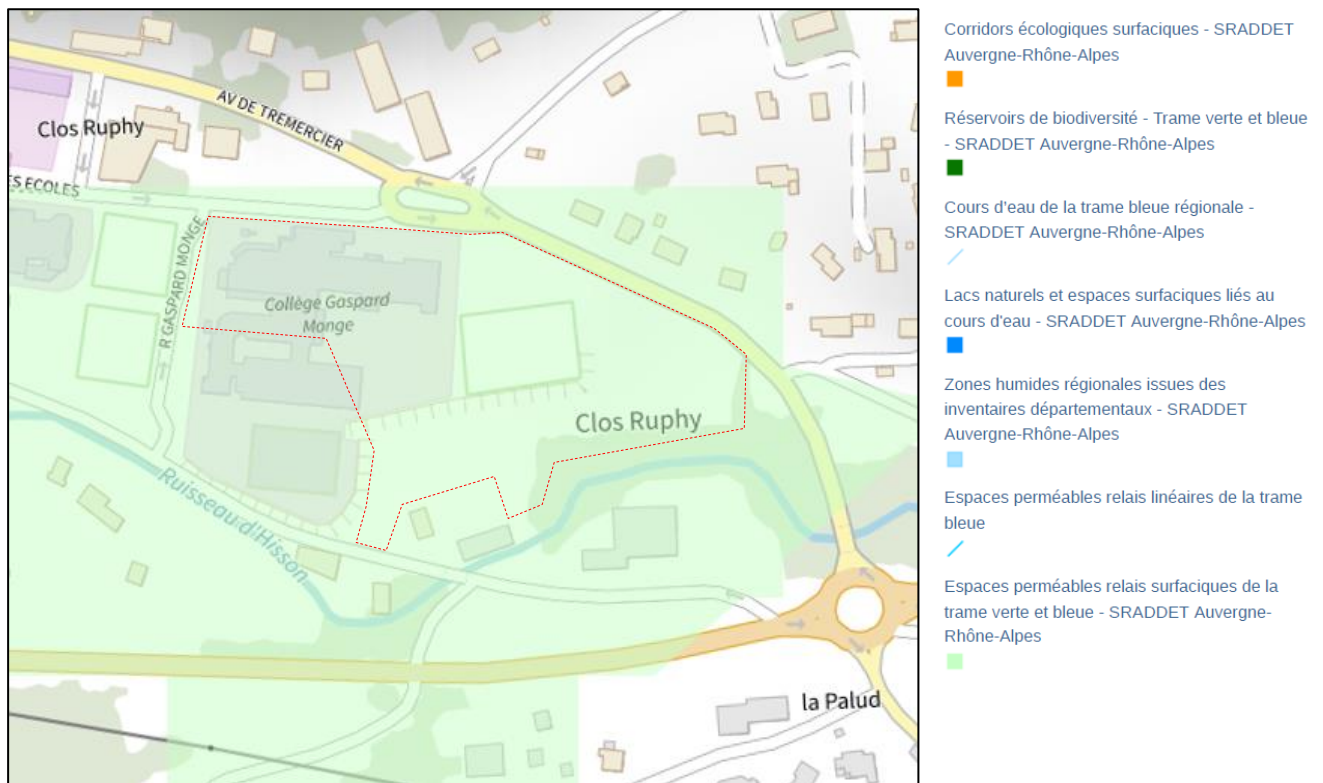 AV DE TREMERCIER
Clos Ruphy
ES ECOLES
R GASPARD MONGE
Collège Gaspard
Monge
Clos Ruphy
Ruisseau d'Hisson
la Palud
Corridors écologiques surfaciques - SRADDET
Auvergne-Rhône-Alpes
Réservoirs de biodiversité - Trame verte et bleue
- SRADDET Auvergne-Rhône-Alpes
Cours d'eau de la trame bleue régionale -
SRADDET Auvergne-Rhône-Alpes
Lacs naturels et espaces surfaciques liés au
cours d'eau - SRADDET Auvergne-Rhône-Alpes
Zones humides régionales issues des
inventaires départementaux - SRADDET
Auvergne-Rhône-Alpes
Espaces perméables relais linéaires de la trame
bleue
Espaces perméables relais surfaciques de la
trame verte et bleue - SRADDET Auvergne-
Rhône-Alpes